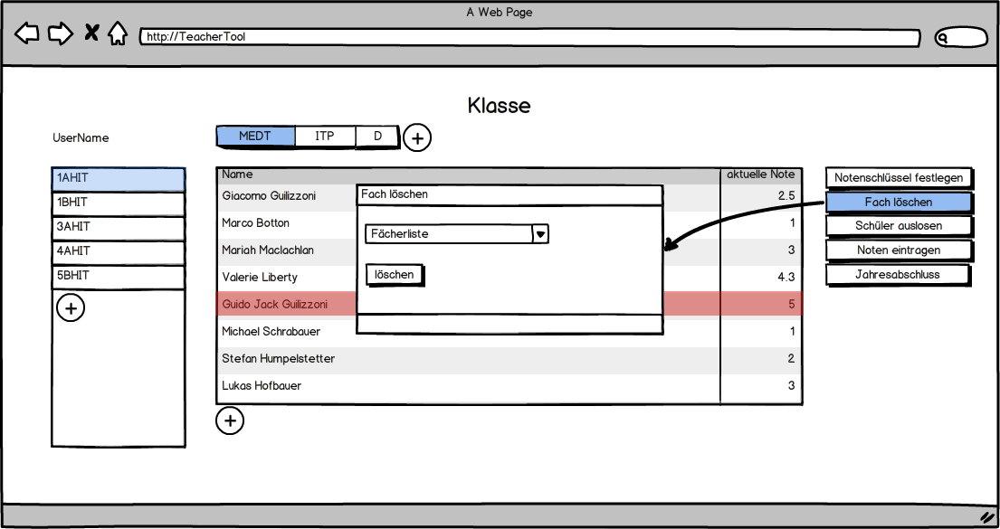 A Web Page
http://TeacherTool
Klasse
UserName
MEDT ITP D
1AHIT
1BHIT
3AHIT
4AHIT
5BHIT
Name aktuelle Note
Giacomo Guilizzoni 2.5
Marco Botton 1
Mariah Maclachlan 3
Valerie Liberty 4.3
Guido Jack Guilizzoni 5
Michael Schrabauer 1
Stefan Humpelstetter 2
Lukas Hofbauer 3
Fach löschen
Fächerliste
löschen
Notenschlüssel festlegen
Fach löschen
Schüler auslosen
Noten eintragen
Jahresabschluss